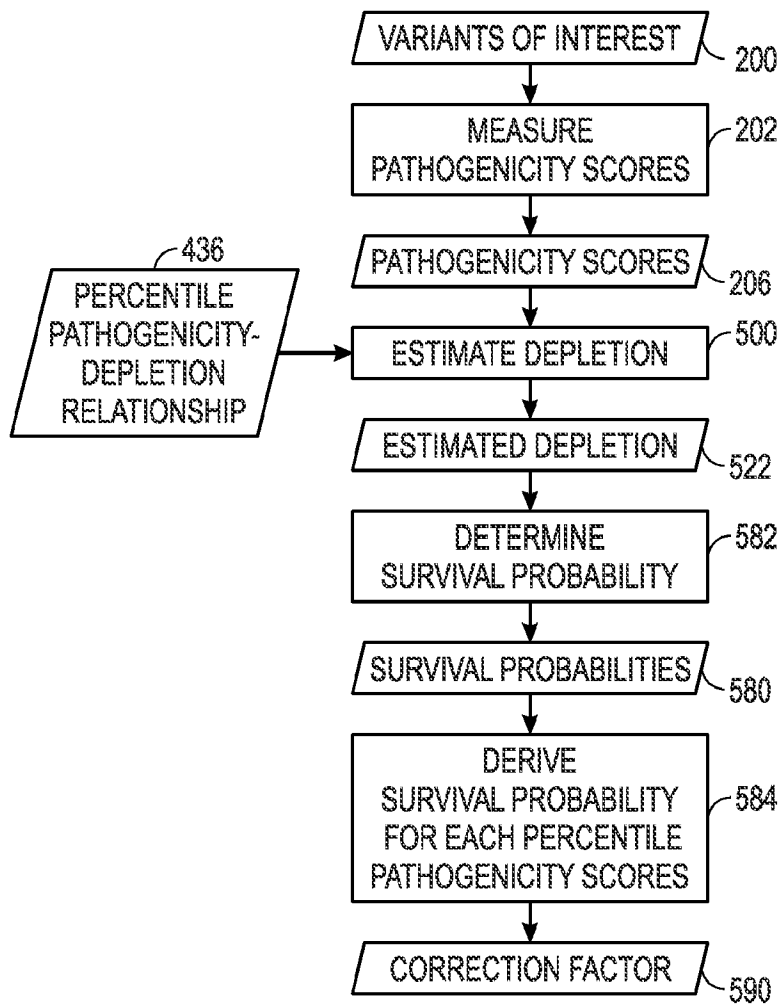 VARIANTS OF INTEREST
200
MEASURE
PATHOGENICITY SCORES
202
PATHOGENICITY SCORES
206
436
PERCENTILE
PATHOGENICITY-
DEPLETION
RELATIONSHIP
ESTIMATE DEPLETION
500
ESTIMATED DEPLETION
522
DETERMINE
SURVIVAL PROBABILITY
582
SURVIVAL PROBABILITIES
580
DERIVE
SURVIVAL PROBABILITY
FOR EACH PERCENTILE
PATHOGENICITY SCORES
584
CORRECTION FACTOR
590